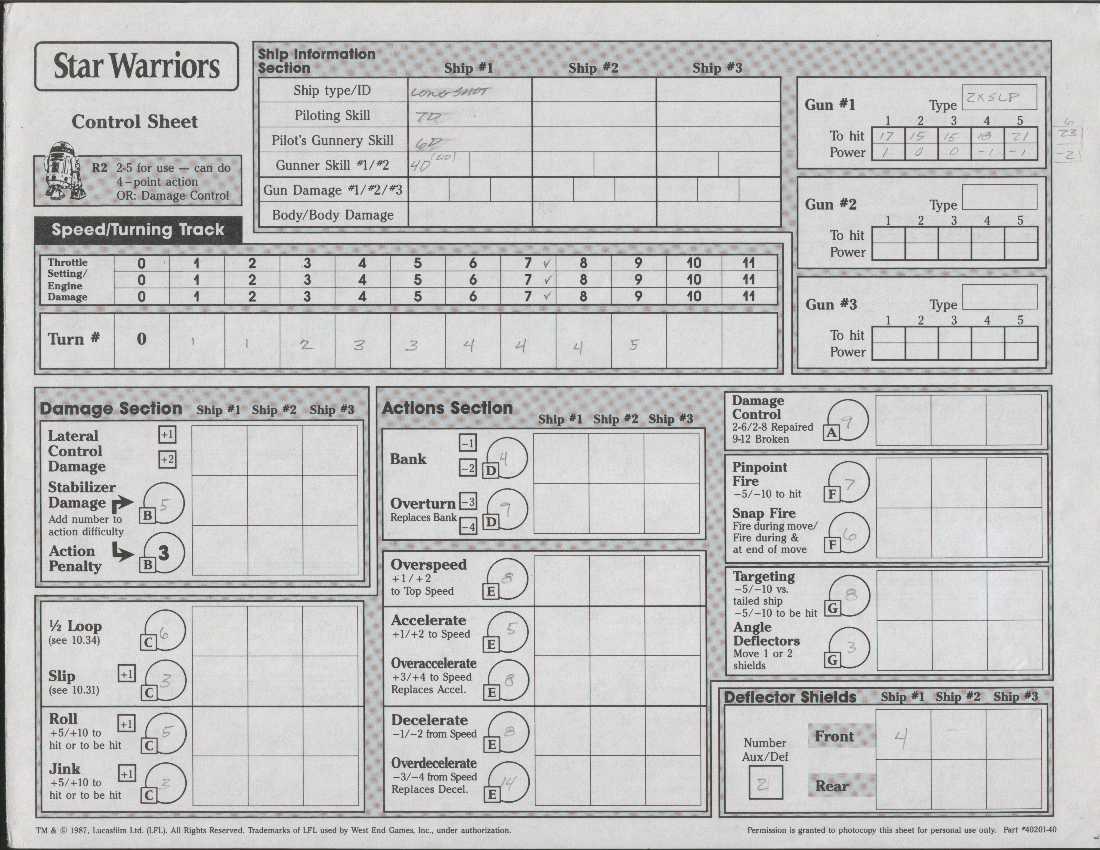 Star Warriors
Control Sheet
R2 2-5 for use — can do
4-point action
OR: Damage Control
Ship Information
Section
Ship #1 Ship #2 Ship #3
Ship type/ID LONGSHOT
Piloting Skill 7D
Pilot's Gunnery Skill 6D
Gunner Skill #1/#2 4D
Gun Damage #1/#2/#3
Body/Body Damage
Gun #1 Type 2XSLP
1 2 3 4 5 6
To hit 17 15 15 18 21 23
Power 1 0 0 -1 -1 -2
Gun #2 Type
1 2 3 4 5
To hit
Power
Gun #3 Type
1 2 3 4 5
To hit
Power
Speed/Turning Track
Throttle
Setting/
Engine
Damage
0 1 2 3 4 5 6 7 ✓ 8 9 10 11
0 1 2 3 4 5 6 7 ✓ 8 9 10 11
0 1 2 3 4 5 6 7 ✓ 8 9 10 11
Turn # 0 1 1 2 3 3 4 4 4 5
Damage Section Ship #1 Ship #2 Ship #3
Lateral
Control
Damage
+1
+2
Stabilizer
Damage
Add number to
action difficulty
B 5
Action
Penalty
B 3
½ Loop
(see 10.34)
C 6
Slip +1
(see 10.31)
C 3
Roll +1
+5/+10 to
hit or to be hit
C 5
Jink +1
+5/+10 to
hit or to be hit
C 2
Actions Section
Ship #1 Ship #2 Ship #3
Bank -1
-2 D 4
Overturn -3
Replaces Bank -4 D 9
Overspeed
+1/+2
to Top Speed
E 8
Accelerate
+1/+2 to Speed
E 5
Overaccelerate
+3/+4 to Speed
Replaces Accel.
E 8
Decelerate
-1/-2 from Speed
E 8
Overdecelerate
-3/-4 from Speed
Replaces Decel.
E 14
Damage
Control
2-6/2-8 Repaired
9-12 Broken
A 9
Pinpoint
Fire
-5/-10 to hit
F 7
Snap Fire
Fire during move/
Fire during &
at end of move
F 6
Targeting
-5/-10 vs.
tailed ship
-5/-10 to be hit
G 8
Angle
Deflectors
Move 1 or 2
shields
G 3
Deflector Shields Ship #1 Ship #2 Ship #3
Number
Aux/Def
2
Front 4
Rear
TM & © 1987, Lucasfilm Ltd. (LFL). All Rights Reserved. Trademarks of LFL used by West End Games, Inc., under authorization.
Permission is granted to photocopy this sheet for personal use only. Part #40201-40